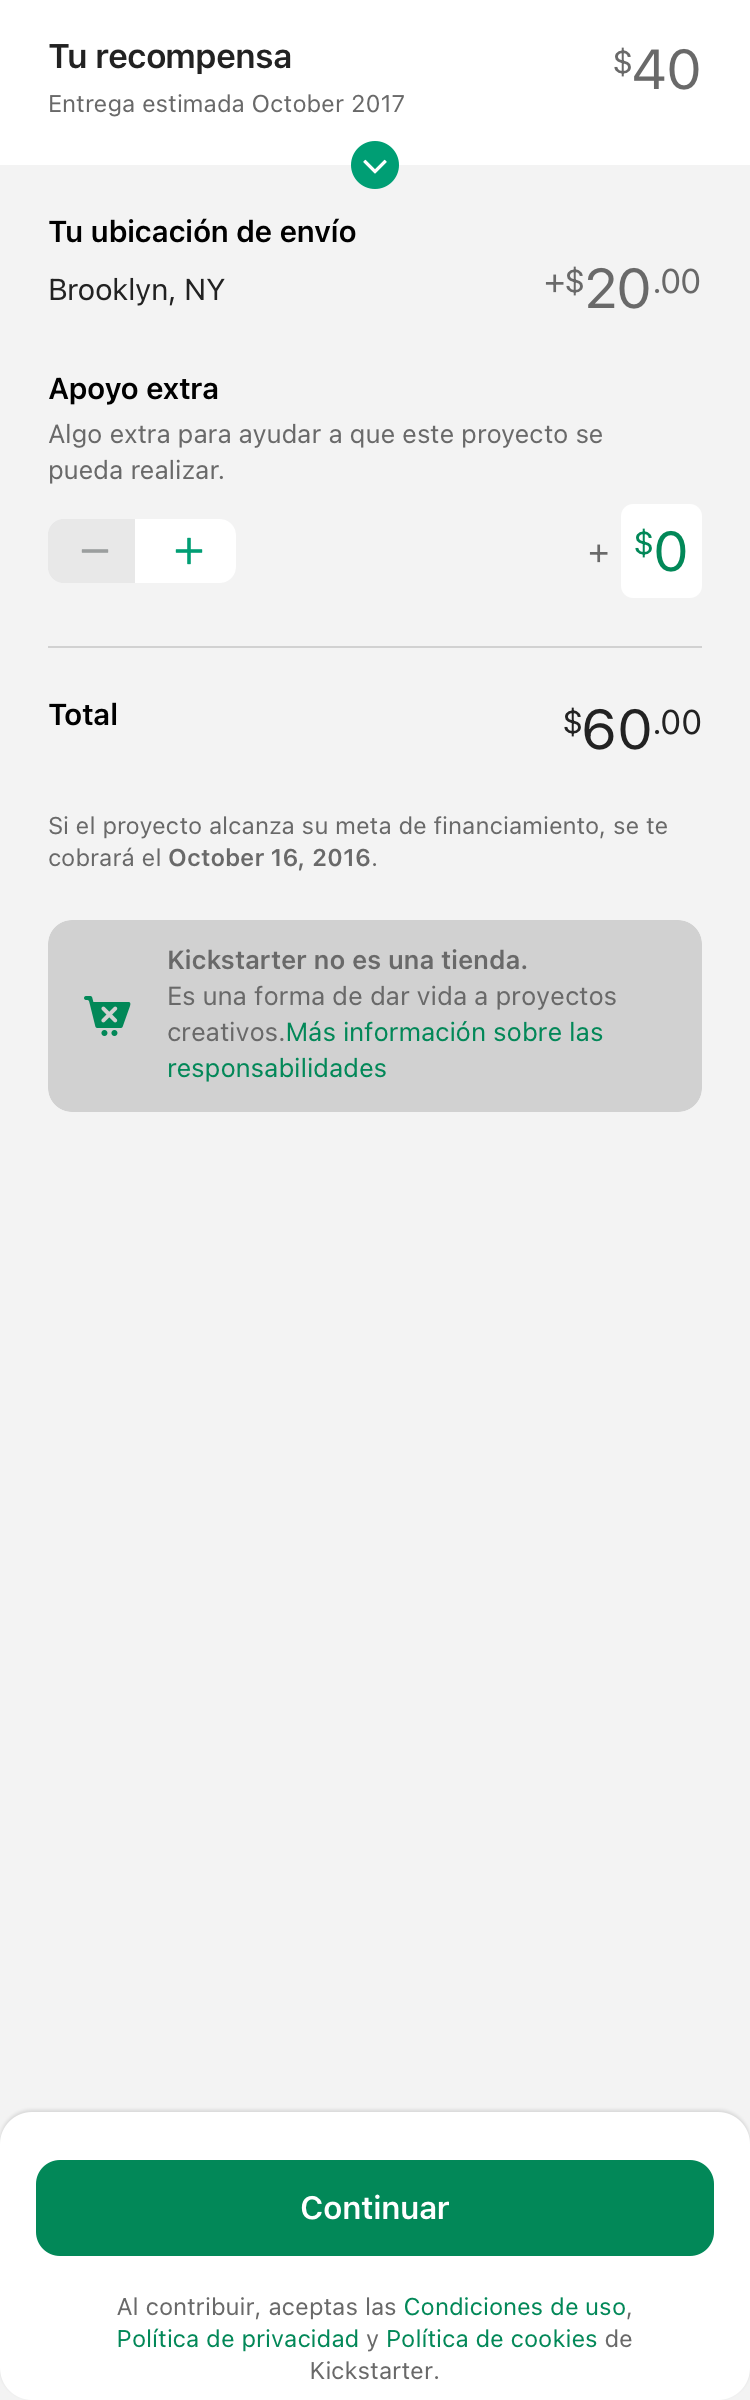 Tu recompensa
$40
Entrega estimada October 2017
Tu ubicación de envío
Brooklyn, NY
+$20.00
Apoyo extra
Algo extra para ayudar a que este proyecto se
pueda realizar.
− +
+ $0
Total
$60.00
Si el proyecto alcanza su meta de financiamiento, se te
cobrará el October 16, 2016.
Kickstarter no es una tienda.
Es una forma de dar vida a proyectos
creativos.Más información sobre las
responsabilidades
Continuar
Al contribuir, aceptas las Condiciones de uso,
Política de privacidad y Política de cookies de
Kickstarter.